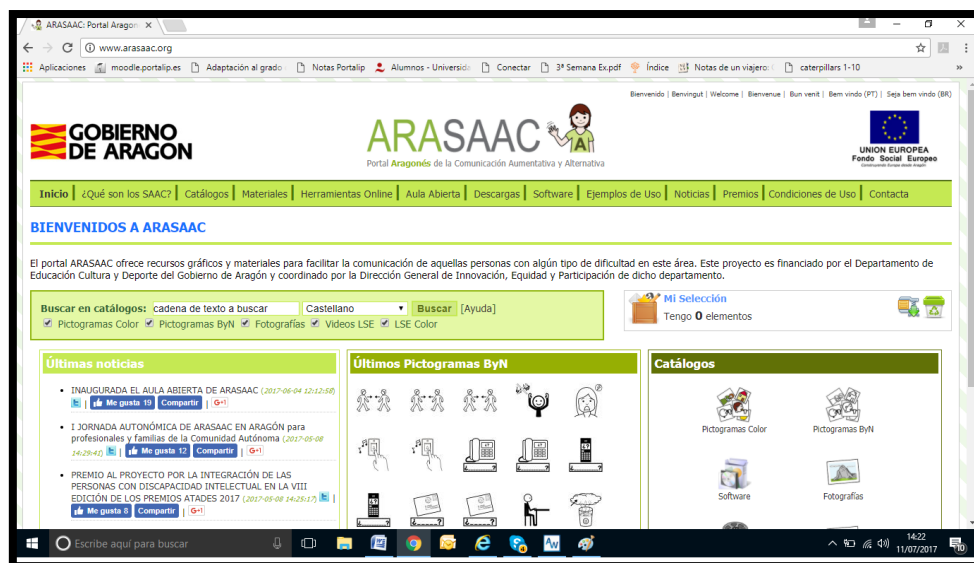 ARASAAC: Portal Aragon
www.arasaac.org
Aplicaciones moodle.portalip.es Adaptación al grado Notas Portalip Alumnos - Universid Conectar 3ª Semana Ex.pdf Índice Notas de un viajero: caterpillars 1-10 »
Bienvenido | Benvingut | Welcome | Bienvenue | Bun venit | Bem vindo (PT) | Seja bem vindo (BR)
GOBIERNO
DE ARAGON
ARASAAC
Portal Aragonés de la Comunicación Aumentativa y Alternativa
UNION EUROPEA
Fondo Social Europeo
Inicio ¿Qué son los SAAC? Catálogos Materiales Herramientas Online Aula Abierta Descargas Software Ejemplos de Uso Noticias Premios Condiciones de Uso Contacta
BIENVENIDOS A ARASAAC
El portal ARASAAC ofrece recursos gráficos y materiales para facilitar la comunicación de aquellas personas con algún tipo de dificultad en este área. Este proyecto es financiado por el Departamento de
Educación Cultura y Deporte del Gobierno de Aragón y coordinado por la Dirección General de Innovación, Equidad y Participación de dicho departamento.
Buscar en catálogos: cadena de texto a buscar Castellano Buscar [Ayuda]
Pictogramas Color Pictogramas ByN Fotografías Videos LSE LSE Color
Mi Selección
Tengo 0 elementos
Últimas noticias
INAUGURADA EL AULA ABIERTA DE ARASAAC (2017-06-04 12:12:58)
| Me gusta 19 Compartir | G+1
I JORNADA AUTONÓMICA DE ARASAAC EN ARAGÓN para
profesionales y familias de la Comunidad Autónoma (2017-05-08
14:29:41) | Me gusta 12 Compartir | G+1
PREMIO AL PROYECTO POR LA INTEGRACIÓN DE LAS
PERSONAS CON DISCAPACIDAD INTELECTUAL EN LA VIII
EDICIÓN DE LOS PREMIOS ATADES 2017 (2017-05-08 14:25:17) |
Me gusta 8 Compartir | G+1
Últimos Pictogramas ByN
Catálogos
Pictogramas Color
Pictogramas ByN
Software
Fotografías
Escribe aquí para buscar
14:22
11/07/2017